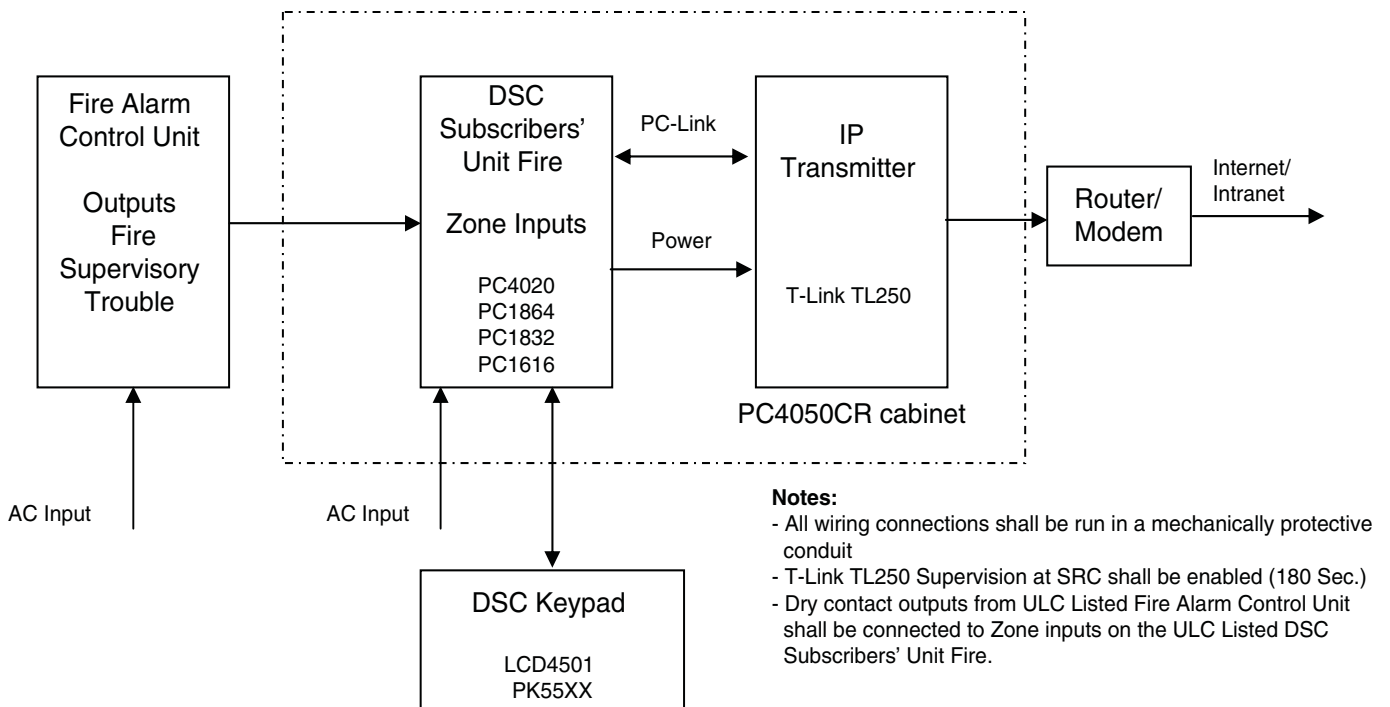 Fire Alarm
Control Unit
Outputs
Fire
Supervisory
Trouble
DSC
Subscribers'
Unit Fire
Zone Inputs
PC4020
PC1864
PC1832
PC1616
PC-Link
Power
IP
Transmitter
T-Link TL250
PC4050CR cabinet
Router/
Modem
Internet/
Intranet
AC Input
AC Input
DSC Keypad
LCD4501
PK55XX
Notes:
- All wiring connections shall be run in a mechanically protective
conduit
- T-Link TL250 Supervision at SRC shall be enabled (180 Sec.)
- Dry contact outputs from ULC Listed Fire Alarm Control Unit
shall be connected to Zone inputs on the ULC Listed DSC
Subscribers' Unit Fire.